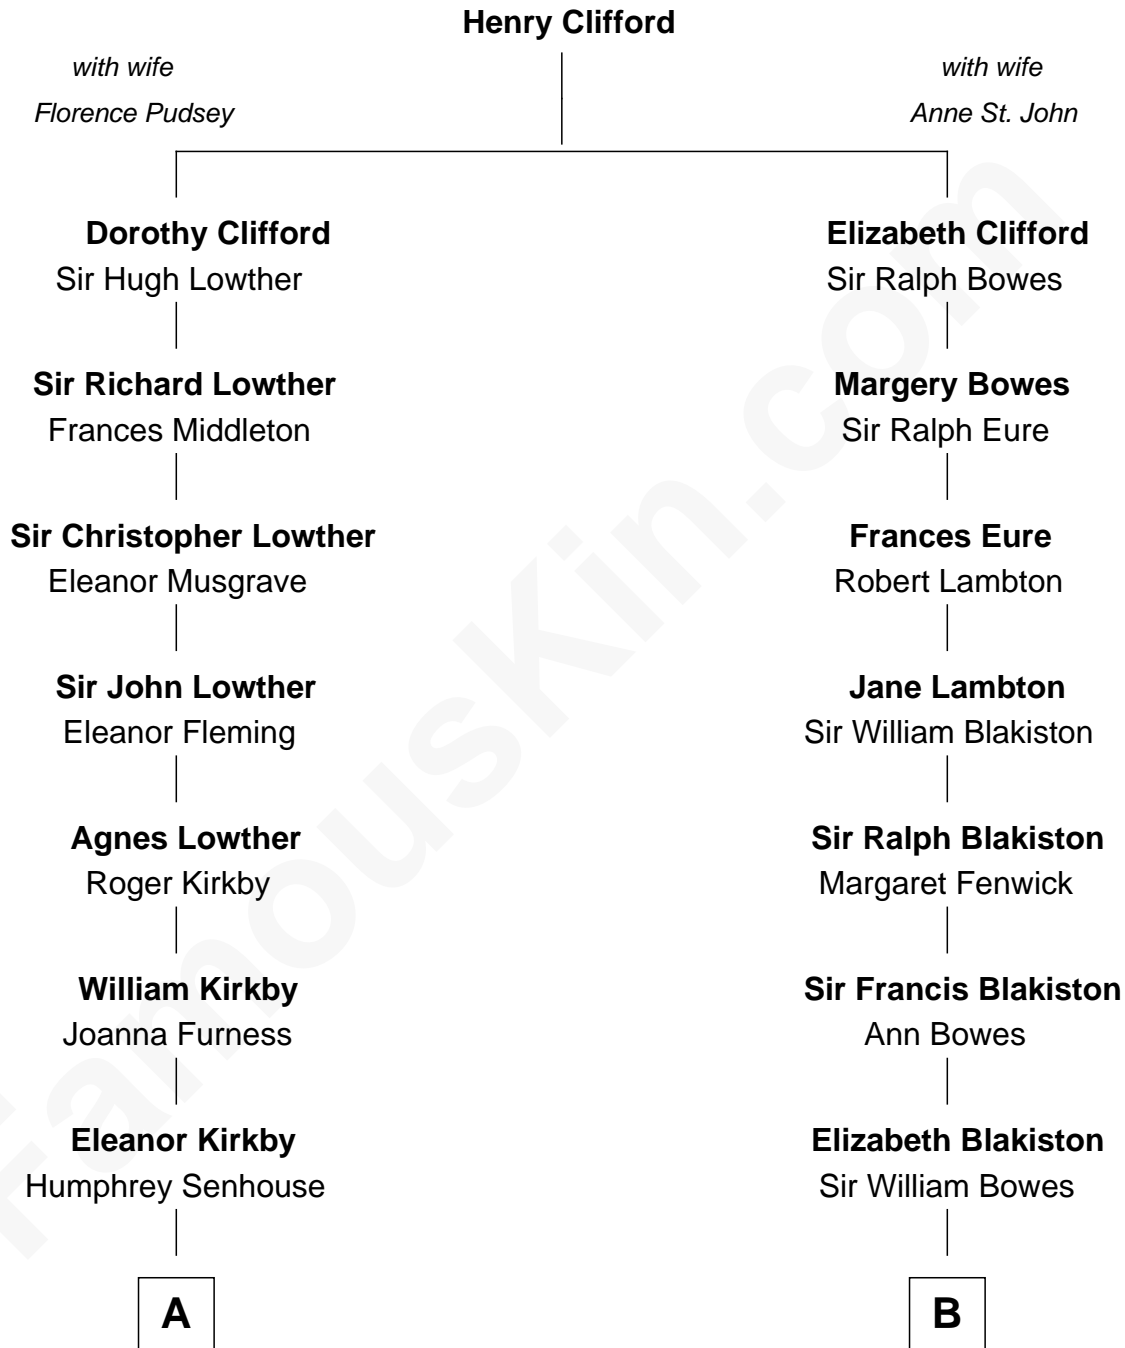 Henry Clifford
with wife
Florence Pudsey
with wife
Anne St. John
Dorothy Clifford
Sir Hugh Lowther
Elizabeth Clifford
Sir Ralph Bowes
Sir Richard Lowther
Frances Middleton
Margery Bowes
Sir Ralph Eure
Sir Christopher Lowther
Eleanor Musgrave
Frances Eure
Robert Lambton
Sir John Lowther
Eleanor Fleming
Jane Lambton
Sir William Blakiston
Agnes Lowther
Roger Kirkby
Sir Ralph Blakiston
Margaret Fenwick
William Kirkby
Joanna Furness
Sir Francis Blakiston
Ann Bowes
Eleanor Kirkby
Humphrey Senhouse
Elizabeth Blakiston
Sir William Bowes
A
B
FamousKin.com